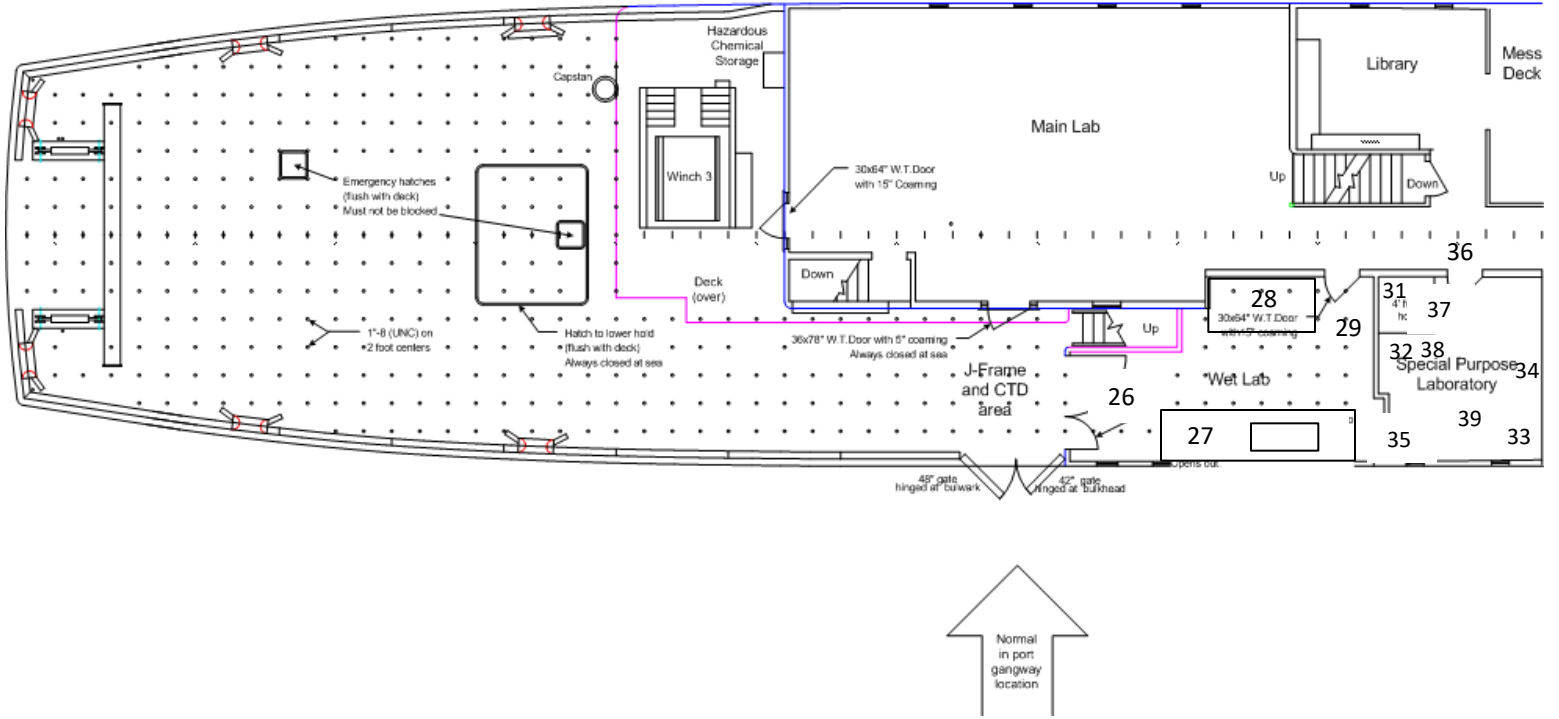 Hazardous
Chemical
Storage
Library
Mess
Deck
Capstan
Main Lab
Winch 3
Emergency hatches
(flush with deck)
Must not be blocked
30x64" W.T.Door
with 15" Coaming
Up
Down
36
Down
Deck
(over)
28
31
37
29
30x64" W.T.Door
1"-8 (UNC) on
2 foot centers
Hatch to lower hold
(flush with deck)
Always closed at sea
36x78" W.T.Door with 5" coaming
Always closed at sea
Up
32
38
Special Purpose
Laboratory
34
J-Frame
and CTD
area
Wet Lab
26
27
39
35
33
Opens out.
48" gate
hinged at bulwark
42" gate
hinged at bulkhead
Normal
in port
gangway
location